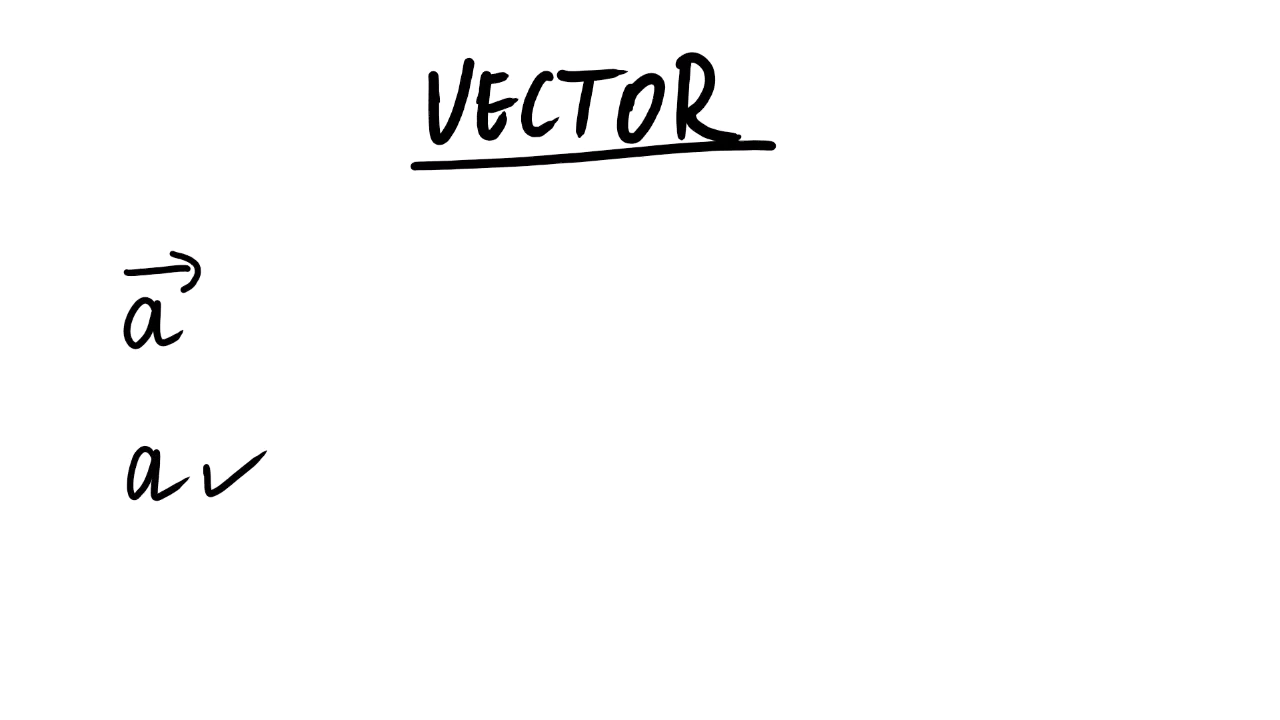 VECTOR
a⃗
a ✓